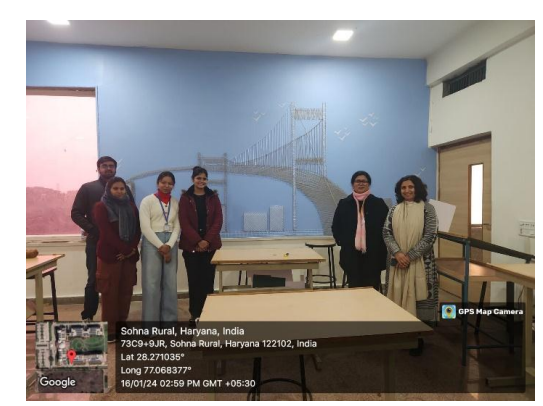 GPS Map Camera
Sohna Rural, Haryana, India
73C9+9JR, Sohna Rural, Haryana 122102, India
Lat 28.271035°
Long 77.068377°
16/01/24 02:59 PM GMT +05:30
Google